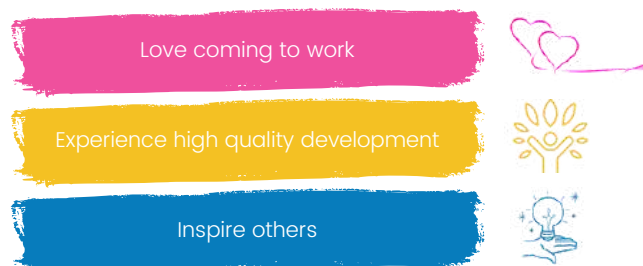 Love coming to work
Experience high quality development
Inspire others